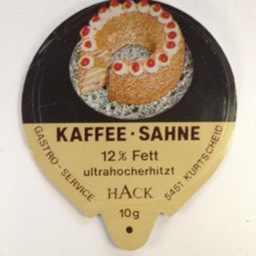 KAFFEE · SAHNE
12% Fett
ultrahocherhitzt
HACK
10g
GASTRO-SERVICE
5451 KURTSCHEID